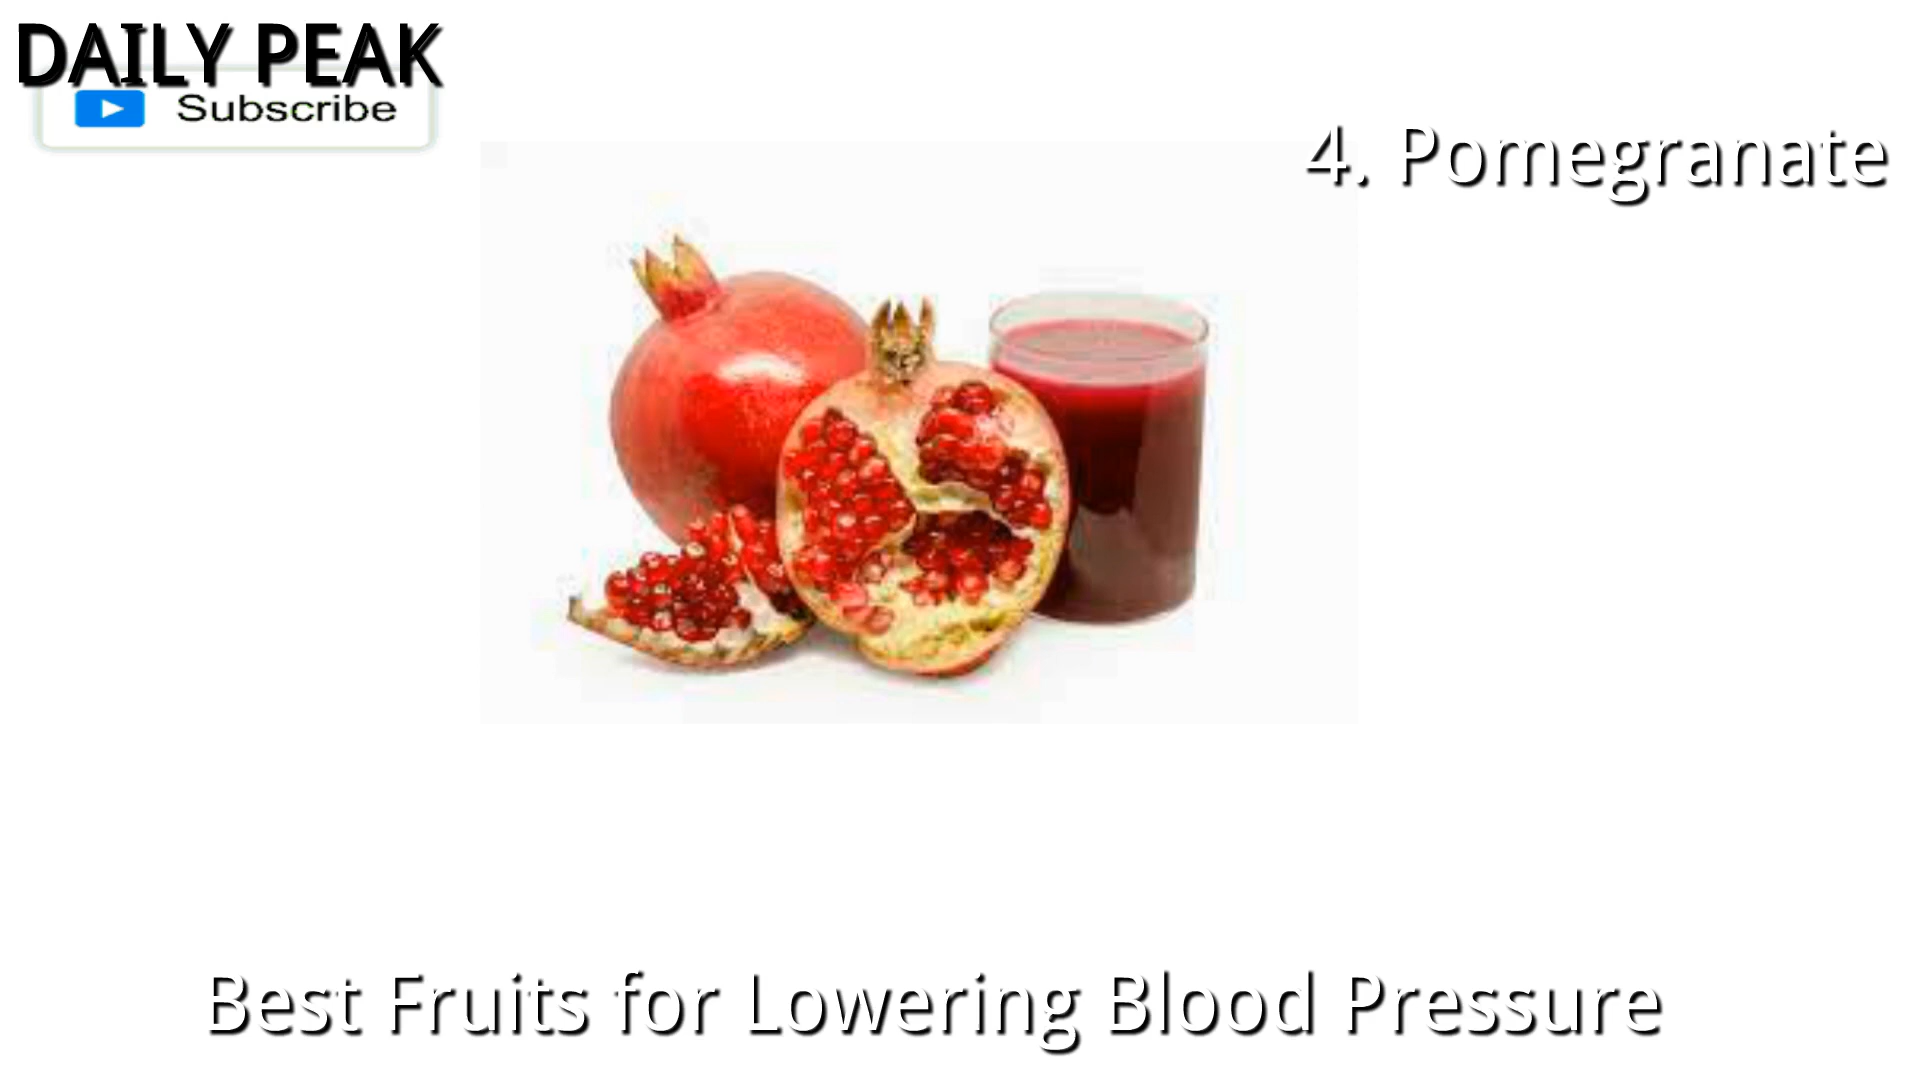 DAILY PEAK
Subscribe
4. Pomegranate
Best Fruits for Lowering Blood Pressure